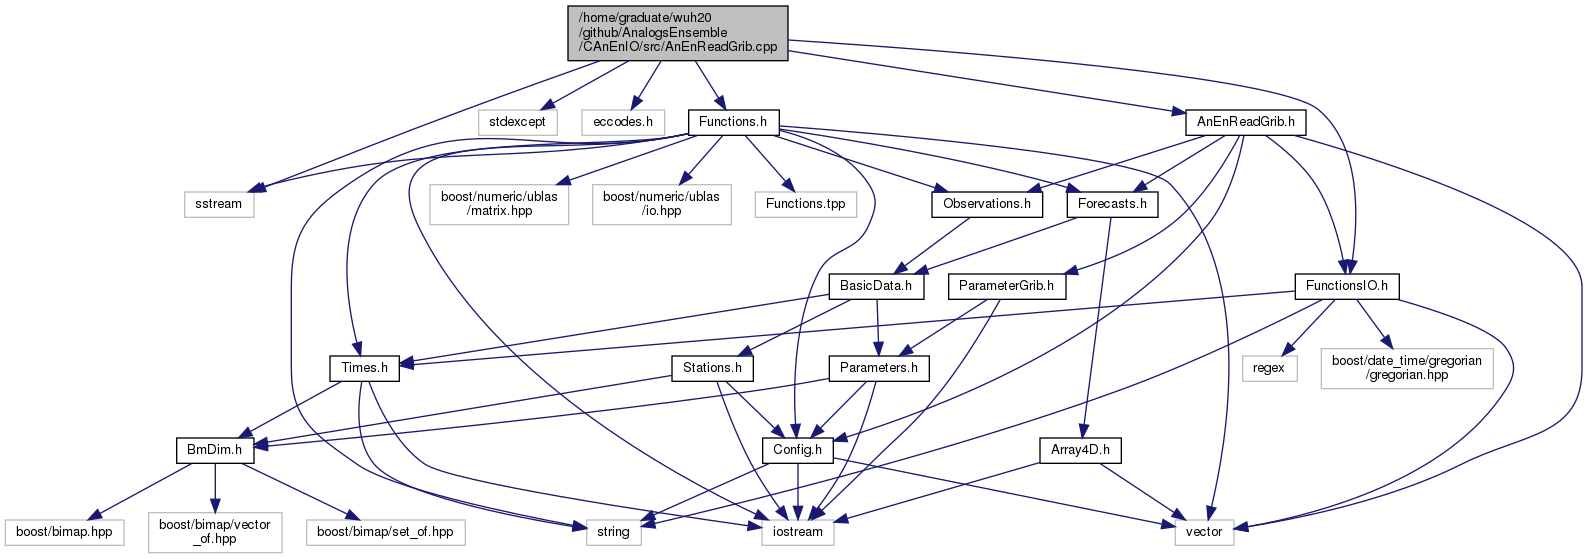 /home/graduate/wuh20
/github/AnalogsEnsemble
/CAnEnIO/src/AnEnReadGrib.cpp
stdexcept
eccodes.h
Functions.h
AnEnReadGrib.h
sstream
boost/numeric/ublas
/matrix.hpp
boost/numeric/ublas
/io.hpp
Functions.tpp
Observations.h
Forecasts.h
BasicData.h
ParameterGrib.h
FunctionsIO.h
Times.h
Stations.h
Parameters.h
regex
boost/date_time/gregorian
/gregorian.hpp
BmDim.h
Config.h
Array4D.h
boost/bimap.hpp
boost/bimap/vector
_of.hpp
boost/bimap/set_of.hpp
string
iostream
vector